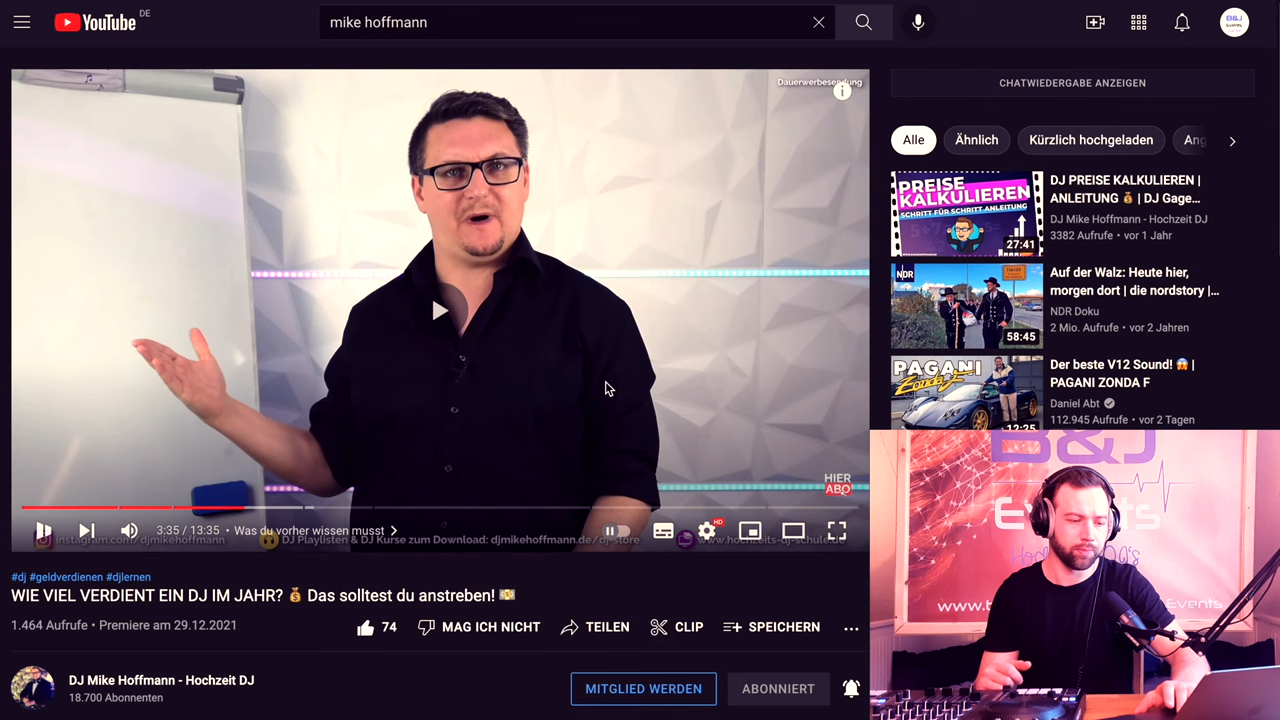 YouTube DE
mike hoffmann
Dauerwerbesendung
HIER
ABO
3:35 / 13:35 • Was du vorher wissen musst
HD
instagram.com/djmikehoffmann
DJ Playlisten & DJ Kurse zum Download: djmikehoffmann.de/dj-store
www.hochzeits-dj-schule.de
#dj #geldverdienen #djlernen
WIE VIEL VERDIENT EIN DJ IM JAHR? 💰 Das solltest du anstreben! 💴
1.464 Aufrufe • Premiere am 29.12.2021
74
MAG ICH NICHT
TEILEN
CLIP
SPEICHERN
DJ Mike Hoffmann - Hochzeit DJ
18.700 Abonnenten
MITGLIED WERDEN
ABONNIERT
CHATWIEDERGABE ANZEIGEN
Alle
Ähnlich
Kürzlich hochgeladen
Ang
PREISE
KALKULIEREN
SCHRITT FÜR SCHRITT ANLEITUNG
27:41
DJ PREISE KALKULIEREN |
ANLEITUNG 💰 | DJ Gage...
DJ Mike Hoffmann - Hochzeit DJ
3382 Aufrufe • vor 1 Jahr
NDR
58:45
Auf der Walz: Heute hier,
morgen dort | die nordstory |...
NDR Doku
2 Mio. Aufrufe • vor 2 Jahren
PAGANI
Zonda F
12:25
Der beste V12 Sound! 😱 |
PAGANI ZONDA F
Daniel Abt
112.945 Aufrufe • vor 2 Tagen
B&J